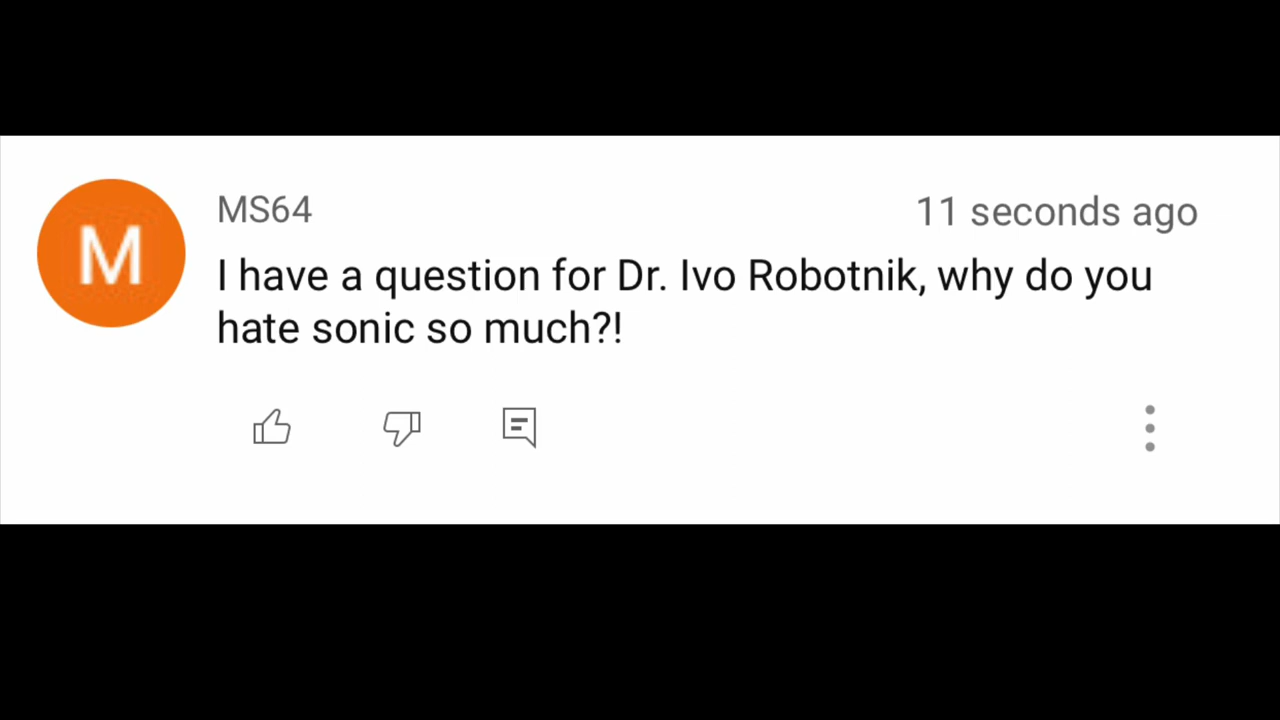 M
MS64
11 seconds ago
I have a question for Dr. Ivo Robotnik, why do you
hate sonic so much?!